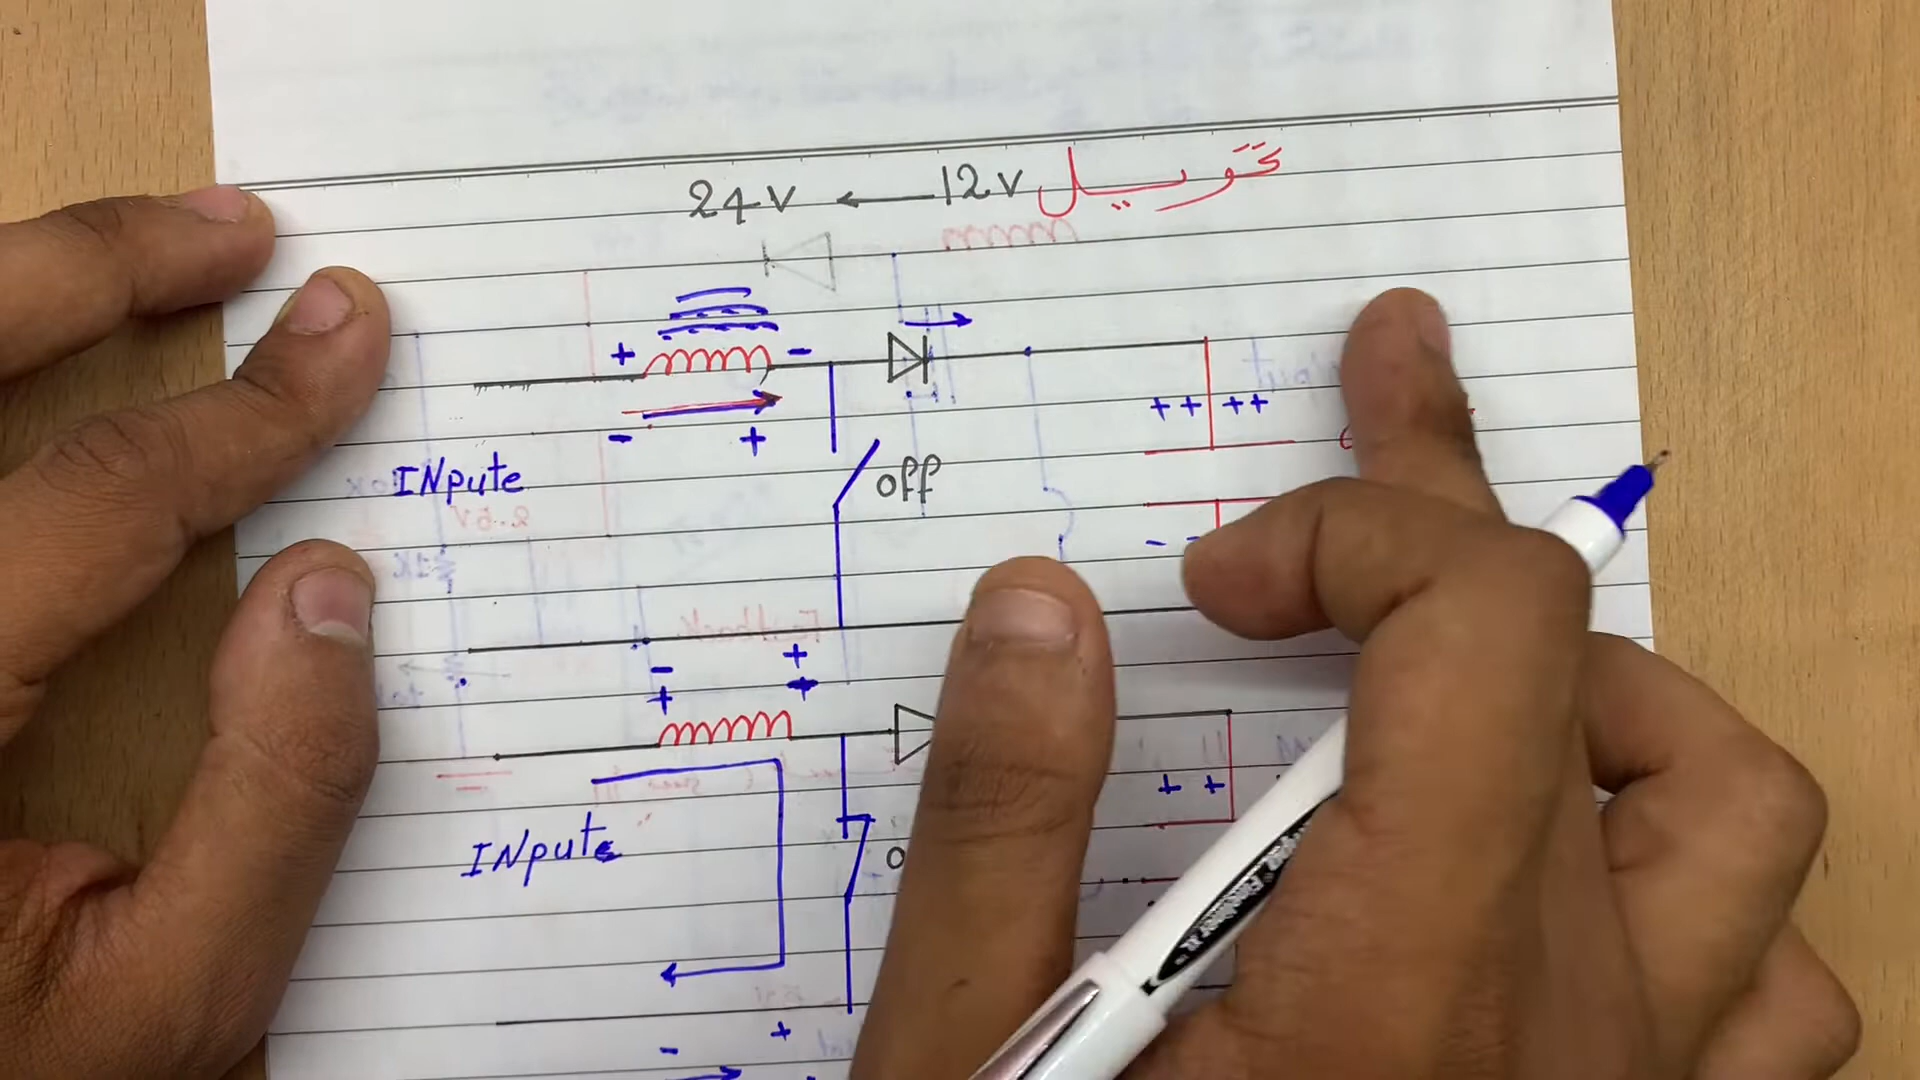 تحويل 12v ← 24v
+ -
- +
++ ++
INpute
off
- -
- +
+ +
+ +
INpute
- +